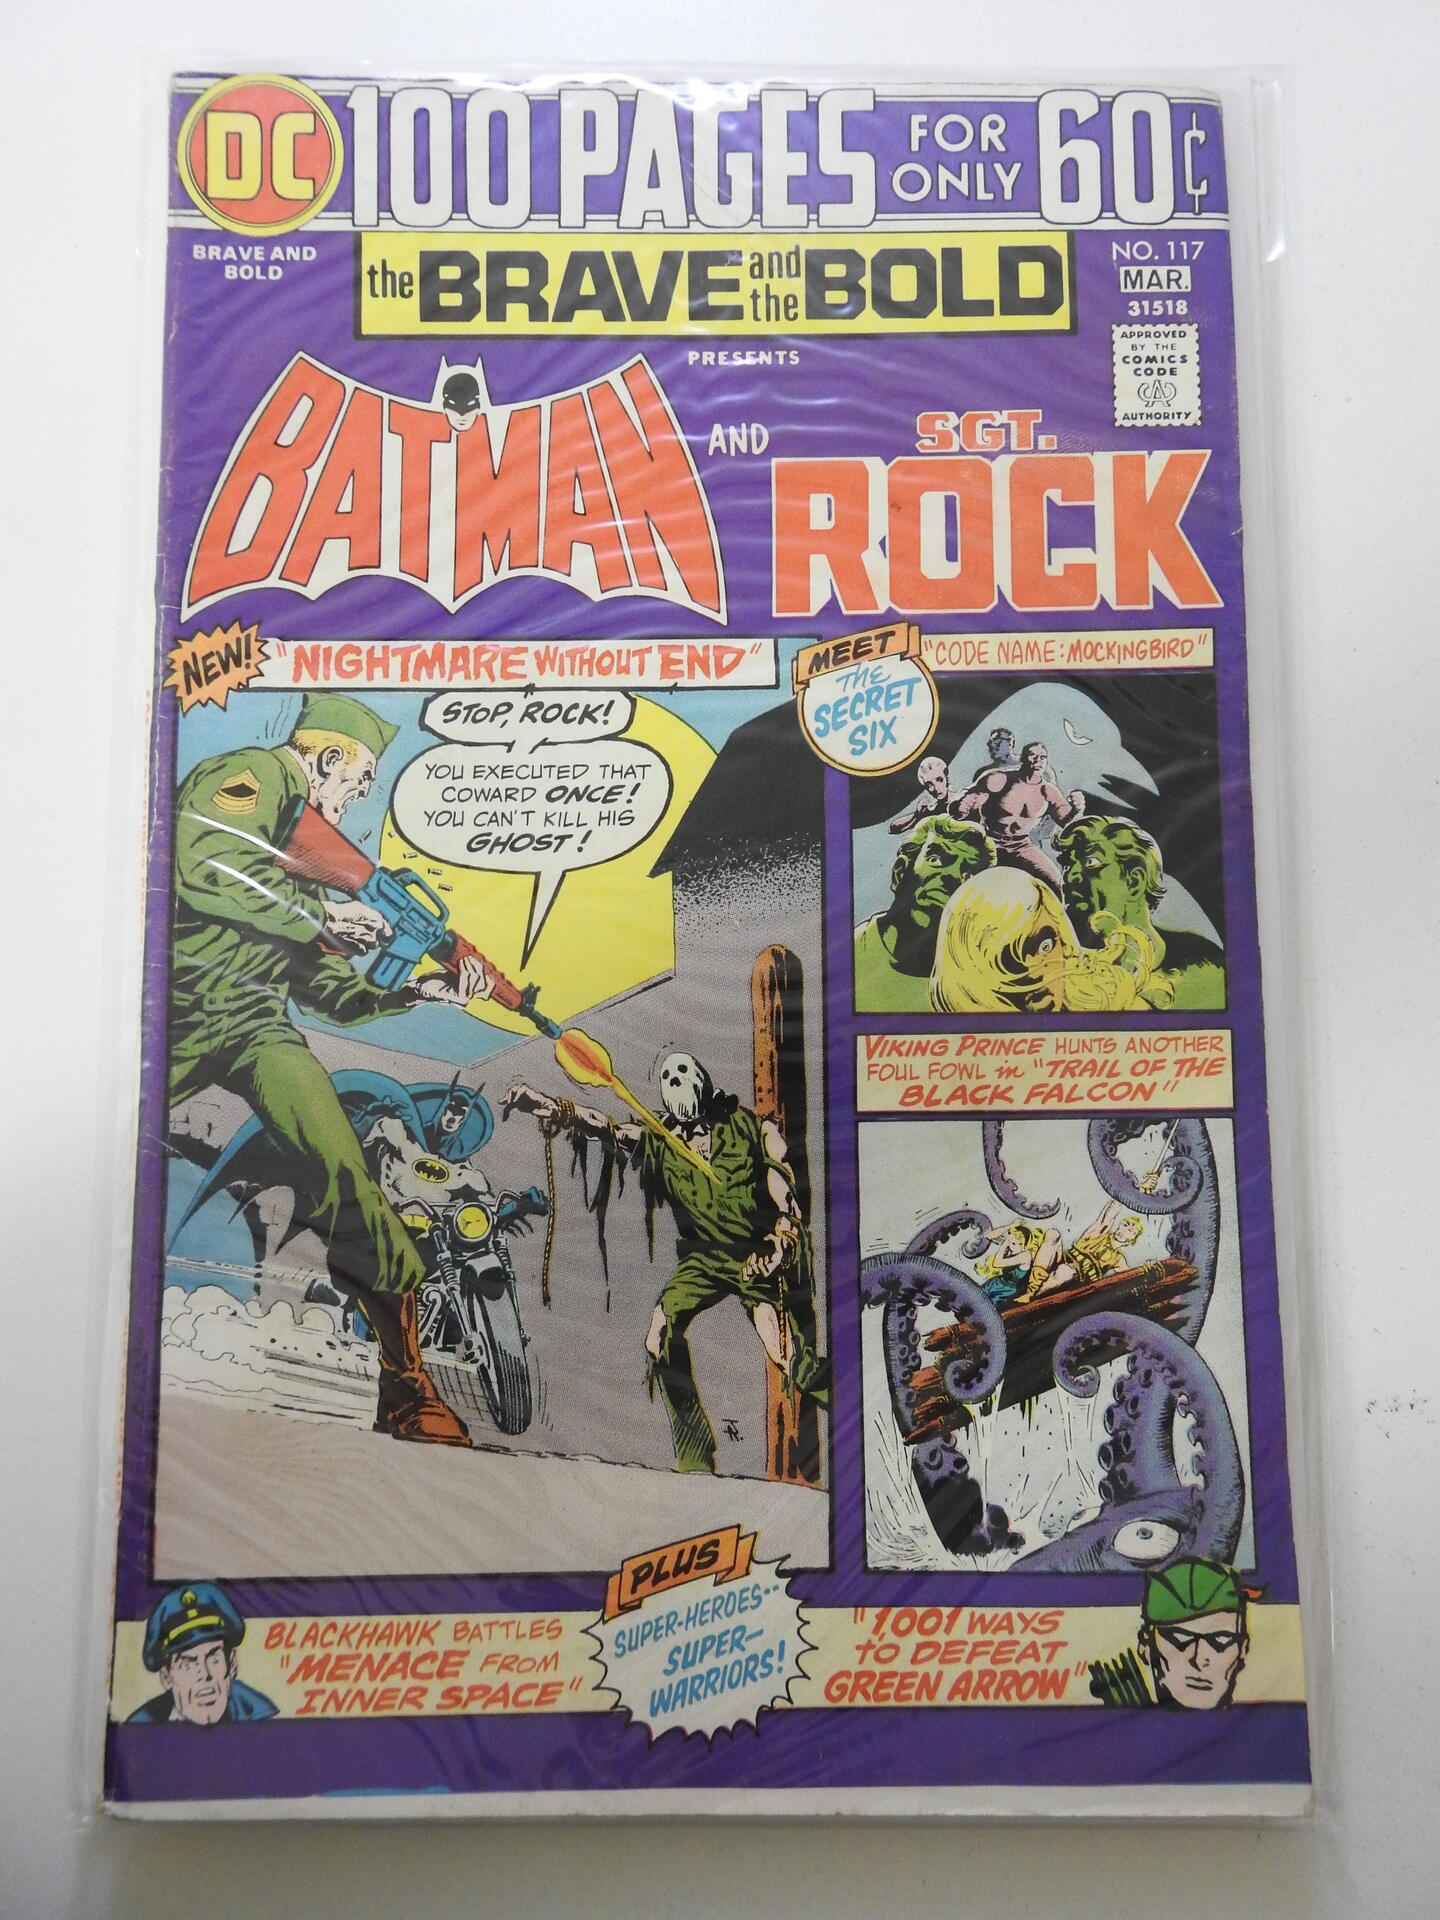 DC
100 PAGES FOR ONLY 60¢
BRAVE AND
BOLD
the BRAVE and the BOLD
NO. 117
MAR.
31518
APPROVED
BY THE
COMICS
CODE
CA
AUTHORITY
PRESENTS
BATMAN
AND
SGT.
ROCK
NEW!
"NIGHTMARE WITHOUT END"
STOP, ROCK!
YOU EXECUTED THAT
COWARD ONCE!
YOU CAN'T KILL HIS
GHOST!
MEET
THE
SECRET
SIX
"CODE NAME: MOCKINGBIRD"
VIKING PRINCE HUNTS ANOTHER
FOUL FOWL in "TRAIL OF THE
BLACK FALCON"
BLACKHAWK BATTLES
"MENACE FROM
INNER SPACE"
PLUS
SUPER-HEROES--
SUPER-
WARRIORS!
"1,001 WAYS
TO DEFEAT
GREEN ARROW"